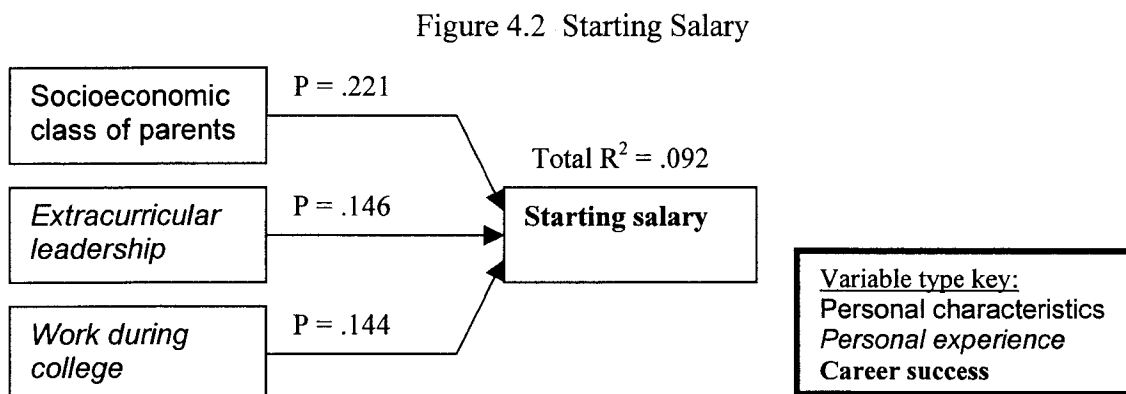 Figure 4.2 Starting Salary
Socioeconomic
class of parents
P = .221
Total R² = .092
Extracurricular
leadership
P = .146
Starting salary
Work during
college
P = .144
Variable type key:
Personal characteristics
Personal experience
Career success